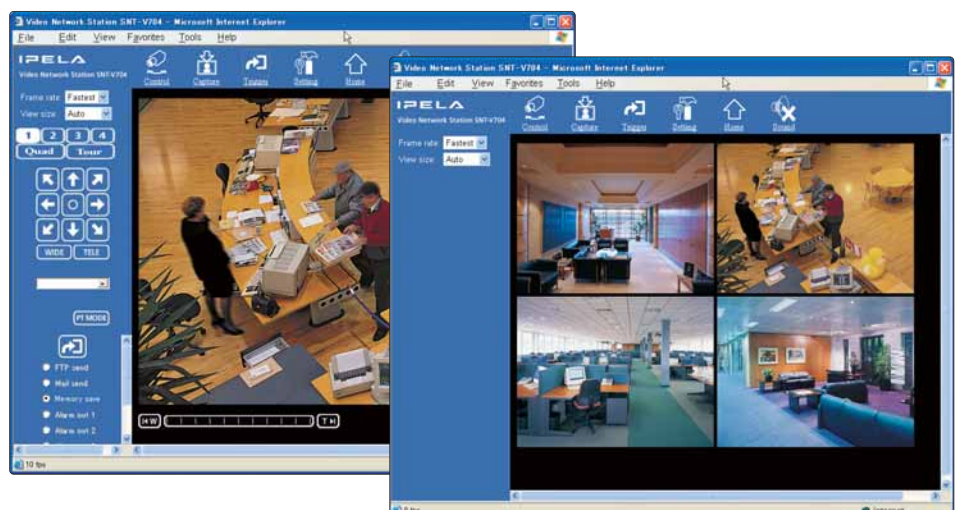 Video Network Station SNT-V704 - Microsoft Internet Explorer
File Edit View Favorites Tools Help
IPELA
Video Network Station SNT-V704
Control Capture Trigger Setting Home
Frame rate Fastest
View size Auto
1 2 3 4
Quad Tour
WIDE TELE
PT MODE
FTP send
Mail send
Memory save
Alarm out 1
Alarm out 2
W T
10 fps
Video Network Station SNT-V704 - Microsoft Internet Explorer
File Edit View Favorites Tools Help
IPELA
Video Network Station SNT-V704
Control Capture Trigger Setting Home Sound
Frame rate Fastest
View size Auto
Internet